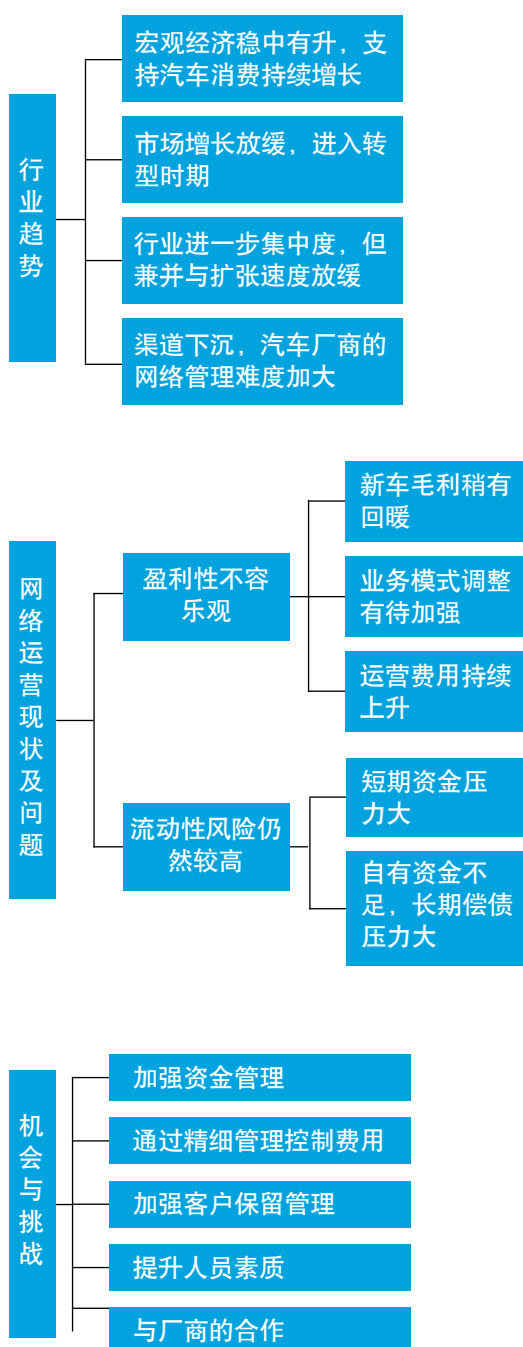 行业趋势
宏观经济稳中有升，支
持汽车消费持续增长
市场增长放缓，进入转
型时期
行业进一步集中度，但
兼并与扩张速度放缓
渠道下沉，汽车厂商的
网络管理难度加大
网络运营现状及问题
盈利性不容
乐观
新车毛利稍有
回暖
业务模式调整
有待加强
运营费用持续
上升
流动性风险仍
然较高
短期资金压
力大
自有资金不
足，长期偿债
压力大
机会与挑战
加强资金管理
通过精细管理控制费用
加强客户保留管理
提升人员素质
与厂商的合作